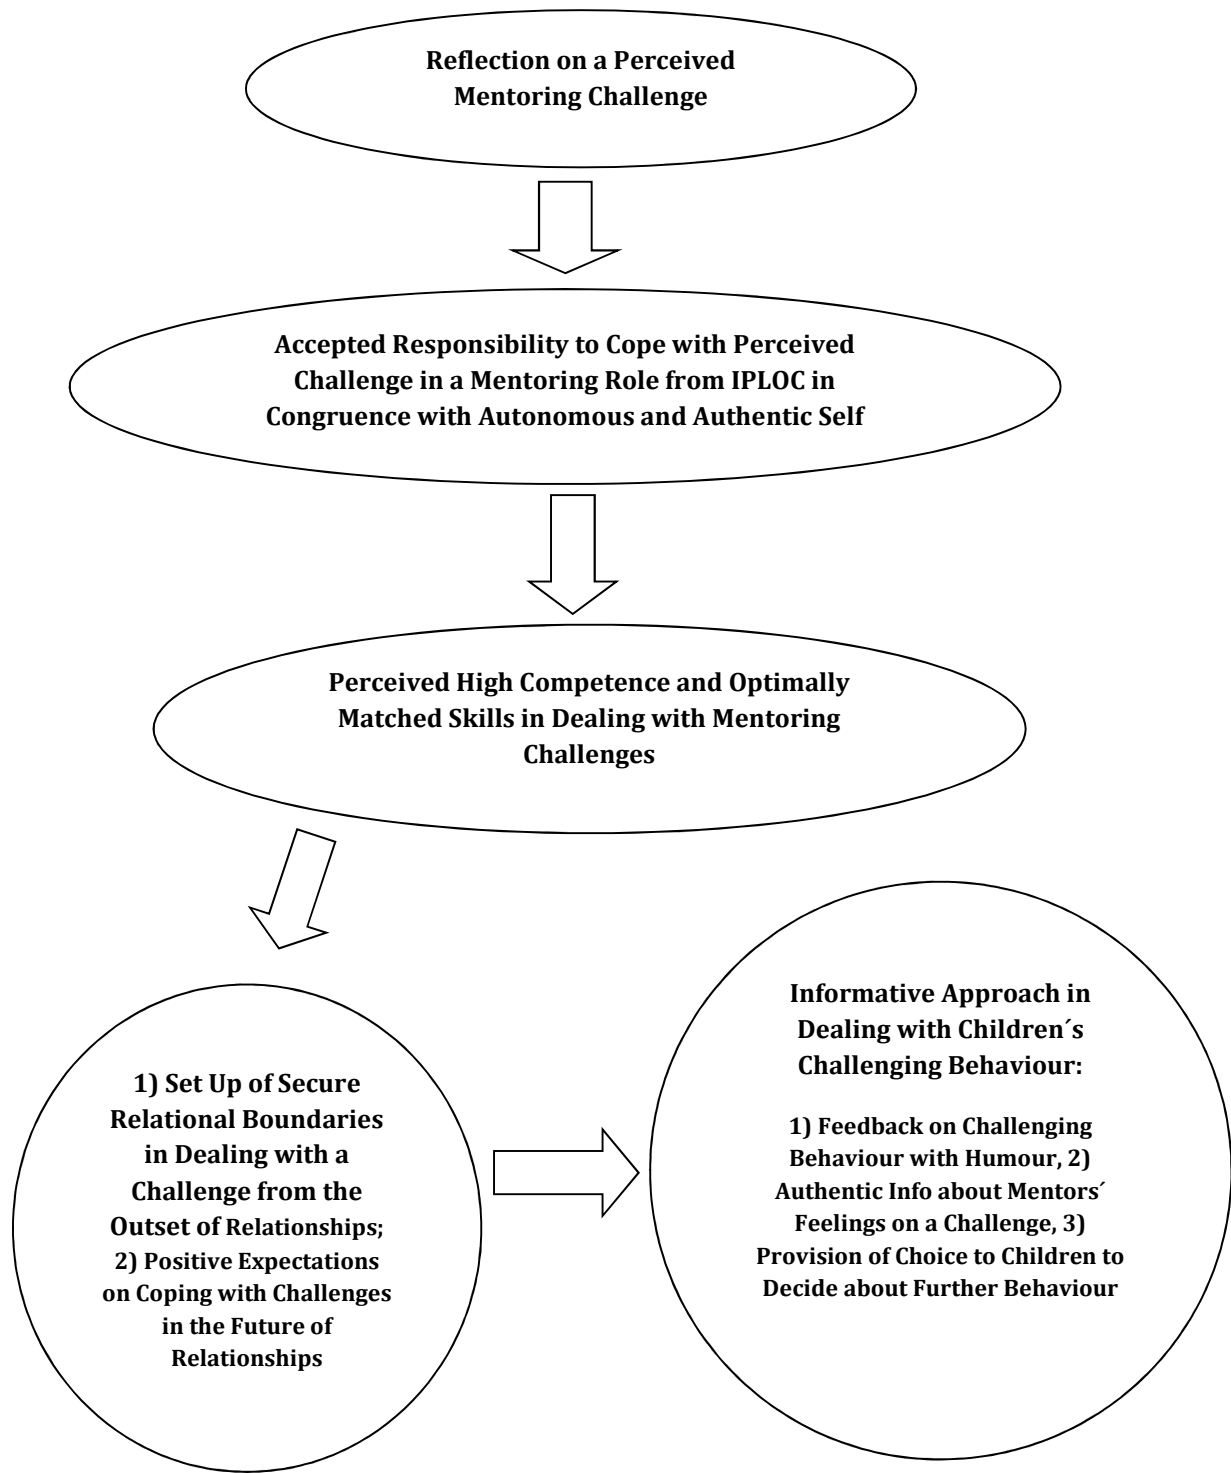 Reflection on a Perceived
Mentoring Challenge
Accepted Responsibility to Cope with Perceived
Challenge in a Mentoring Role from IPLOC in
Congruence with Autonomous and Authentic Self
Perceived High Competence and Optimally
Matched Skills in Dealing with Mentoring
Challenges
1) Set Up of Secure
Relational Boundaries
in Dealing with a
Challenge from the
Outset of Relationships;
2) Positive Expectations
on Coping with Challenges
in the Future of
Relationships
Informative Approach in
Dealing with Children´s
Challenging Behaviour:
1) Feedback on Challenging
Behaviour with Humour, 2)
Authentic Info about Mentors´
Feelings on a Challenge, 3)
Provision of Choice to Children to
Decide about Further Behaviour